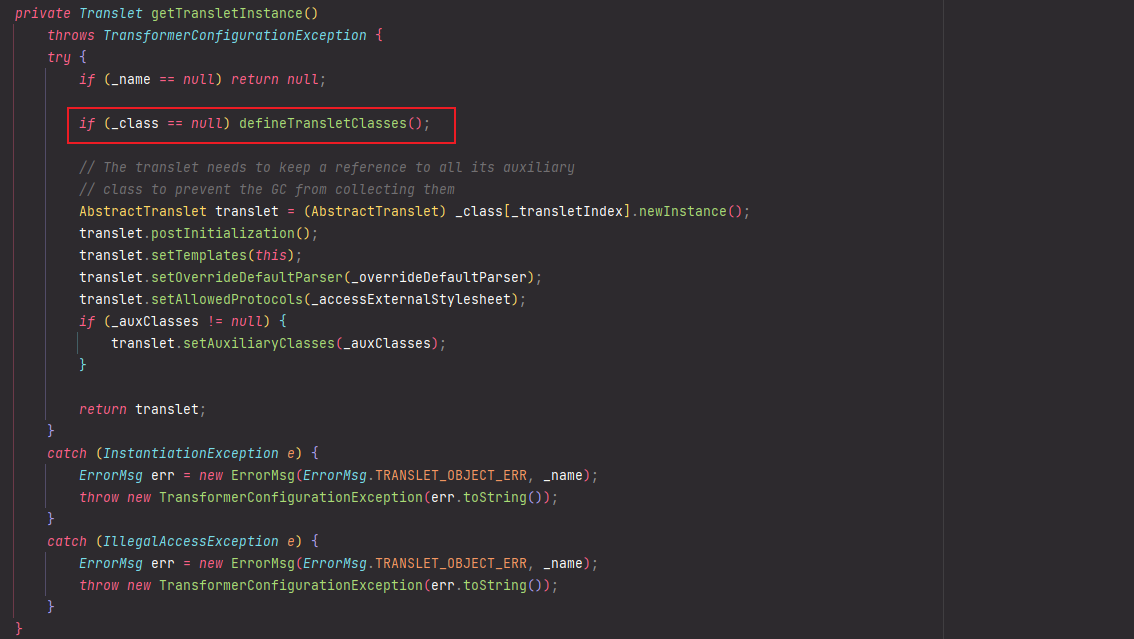 private Translet getTransletInstance()
    throws TransformerConfigurationException {
    try {
        if (_name == null) return null;
        if (_class == null) defineTransletClasses();
        // The translet needs to keep a reference to all its auxiliary
        // class to prevent the GC from collecting them
        AbstractTranslet translet = (AbstractTranslet) _class[_transletIndex].newInstance();
        translet.postInitialization();
        translet.setTemplates(this);
        translet.setOverrideDefaultParser(_overrideDefaultParser);
        translet.setAllowedProtocols(_accessExternalStylesheet);
        if (_auxClasses != null) {
            translet.setAuxiliaryClasses(_auxClasses);
        }
        return translet;
    }
    catch (InstantiationException e) {
        ErrorMsg err = new ErrorMsg(ErrorMsg.TRANSLET_OBJECT_ERR, _name);
        throw new TransformerConfigurationException(err.toString());
    }
    catch (IllegalAccessException e) {
        ErrorMsg err = new ErrorMsg(ErrorMsg.TRANSLET_OBJECT_ERR, _name);
        throw new TransformerConfigurationException(err.toString());
    }
}